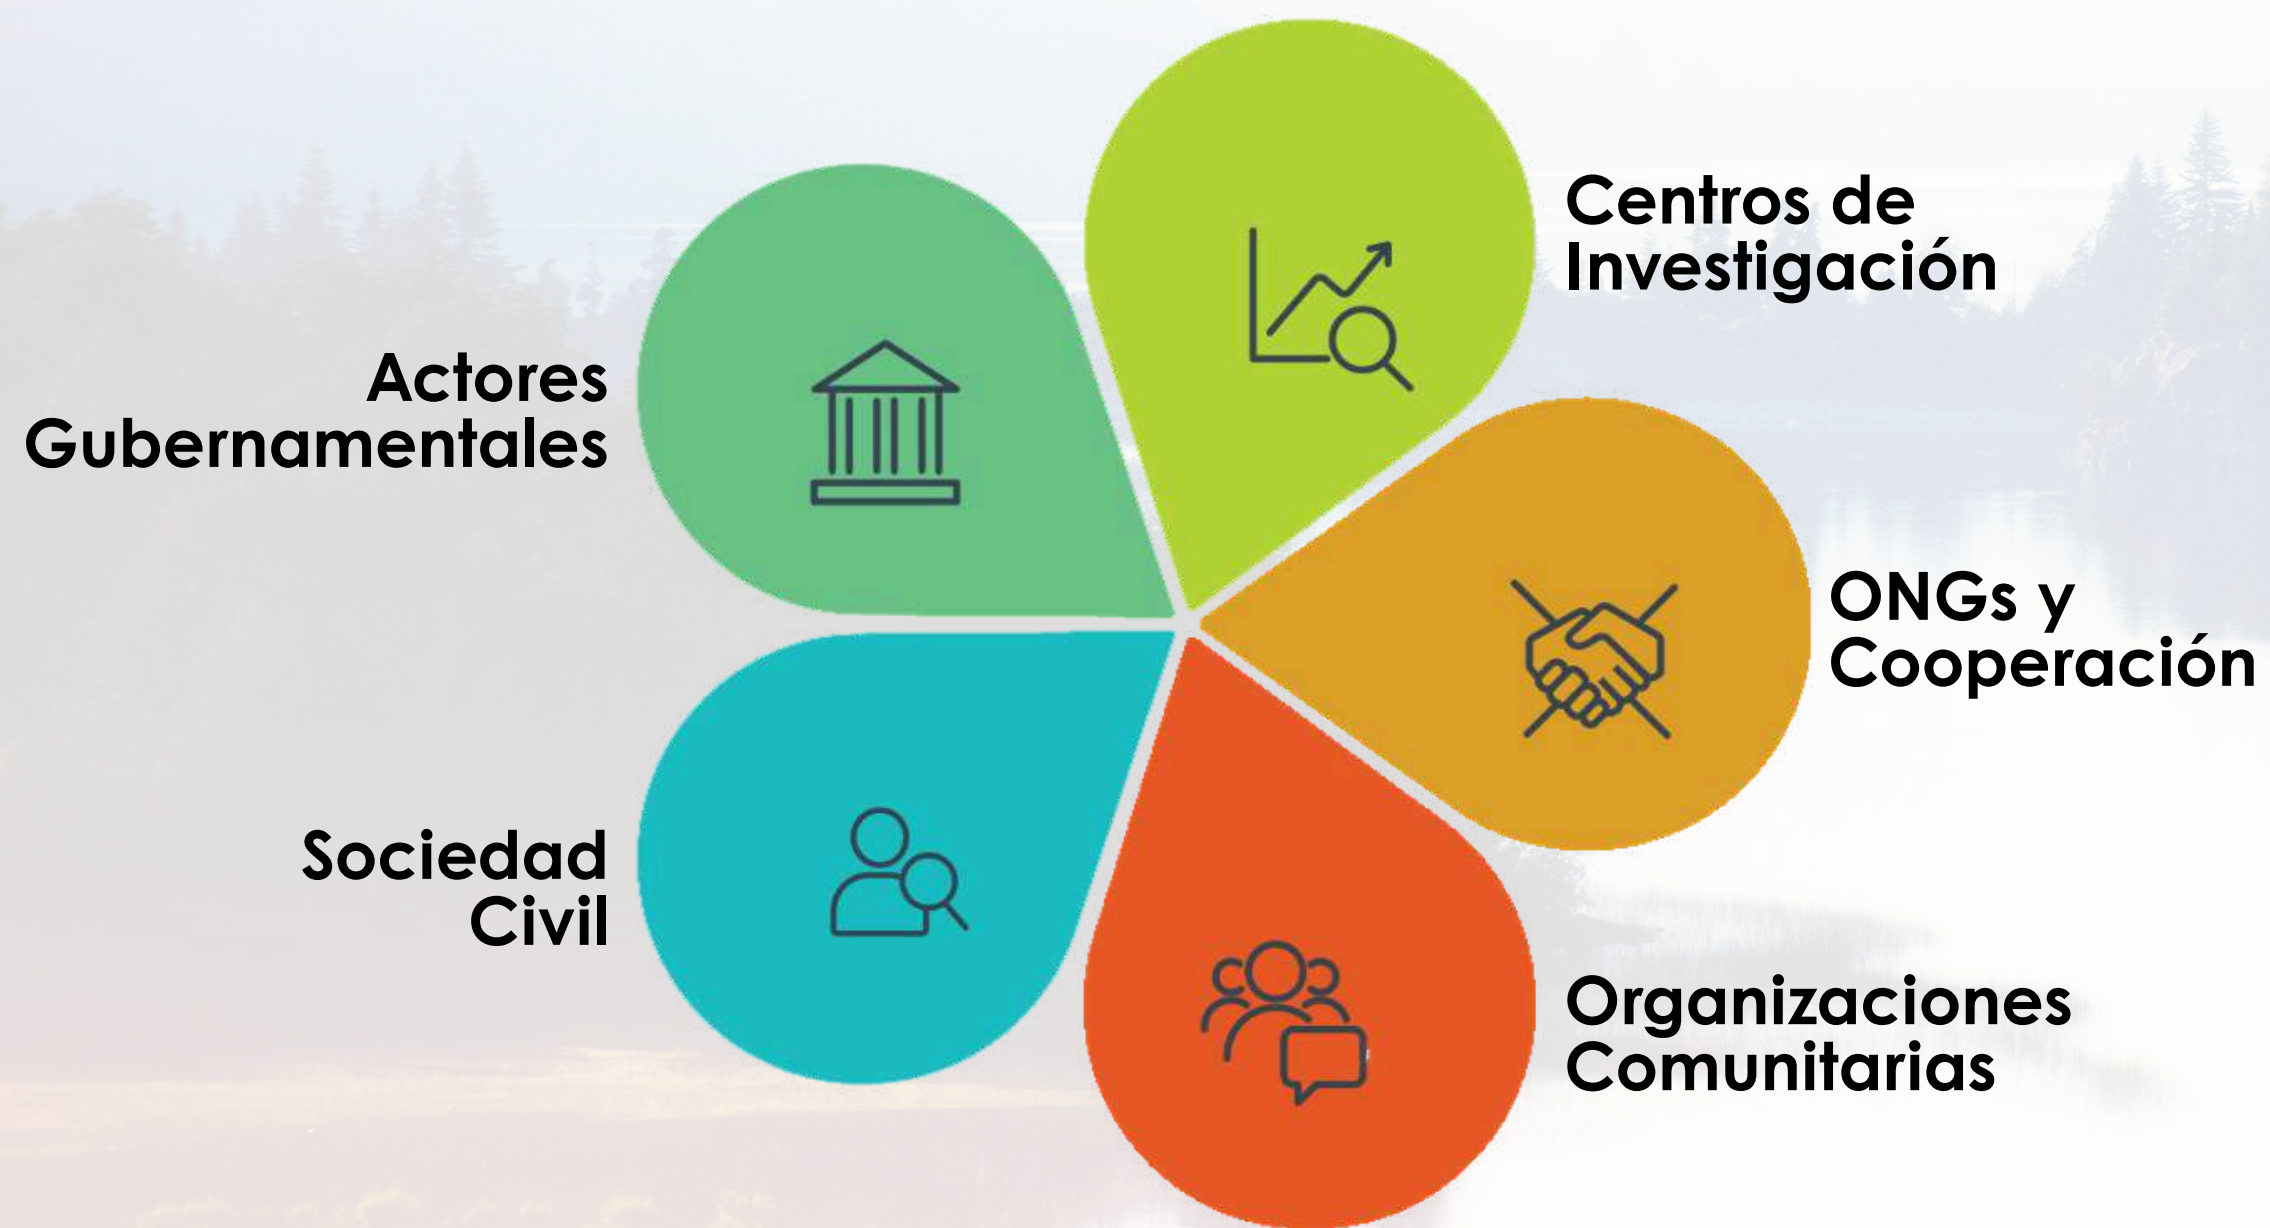 Centros de
Investigación
Actores
Gubernamentales
ONGs y
Cooperación
Sociedad
Civil
Organizaciones
Comunitarias